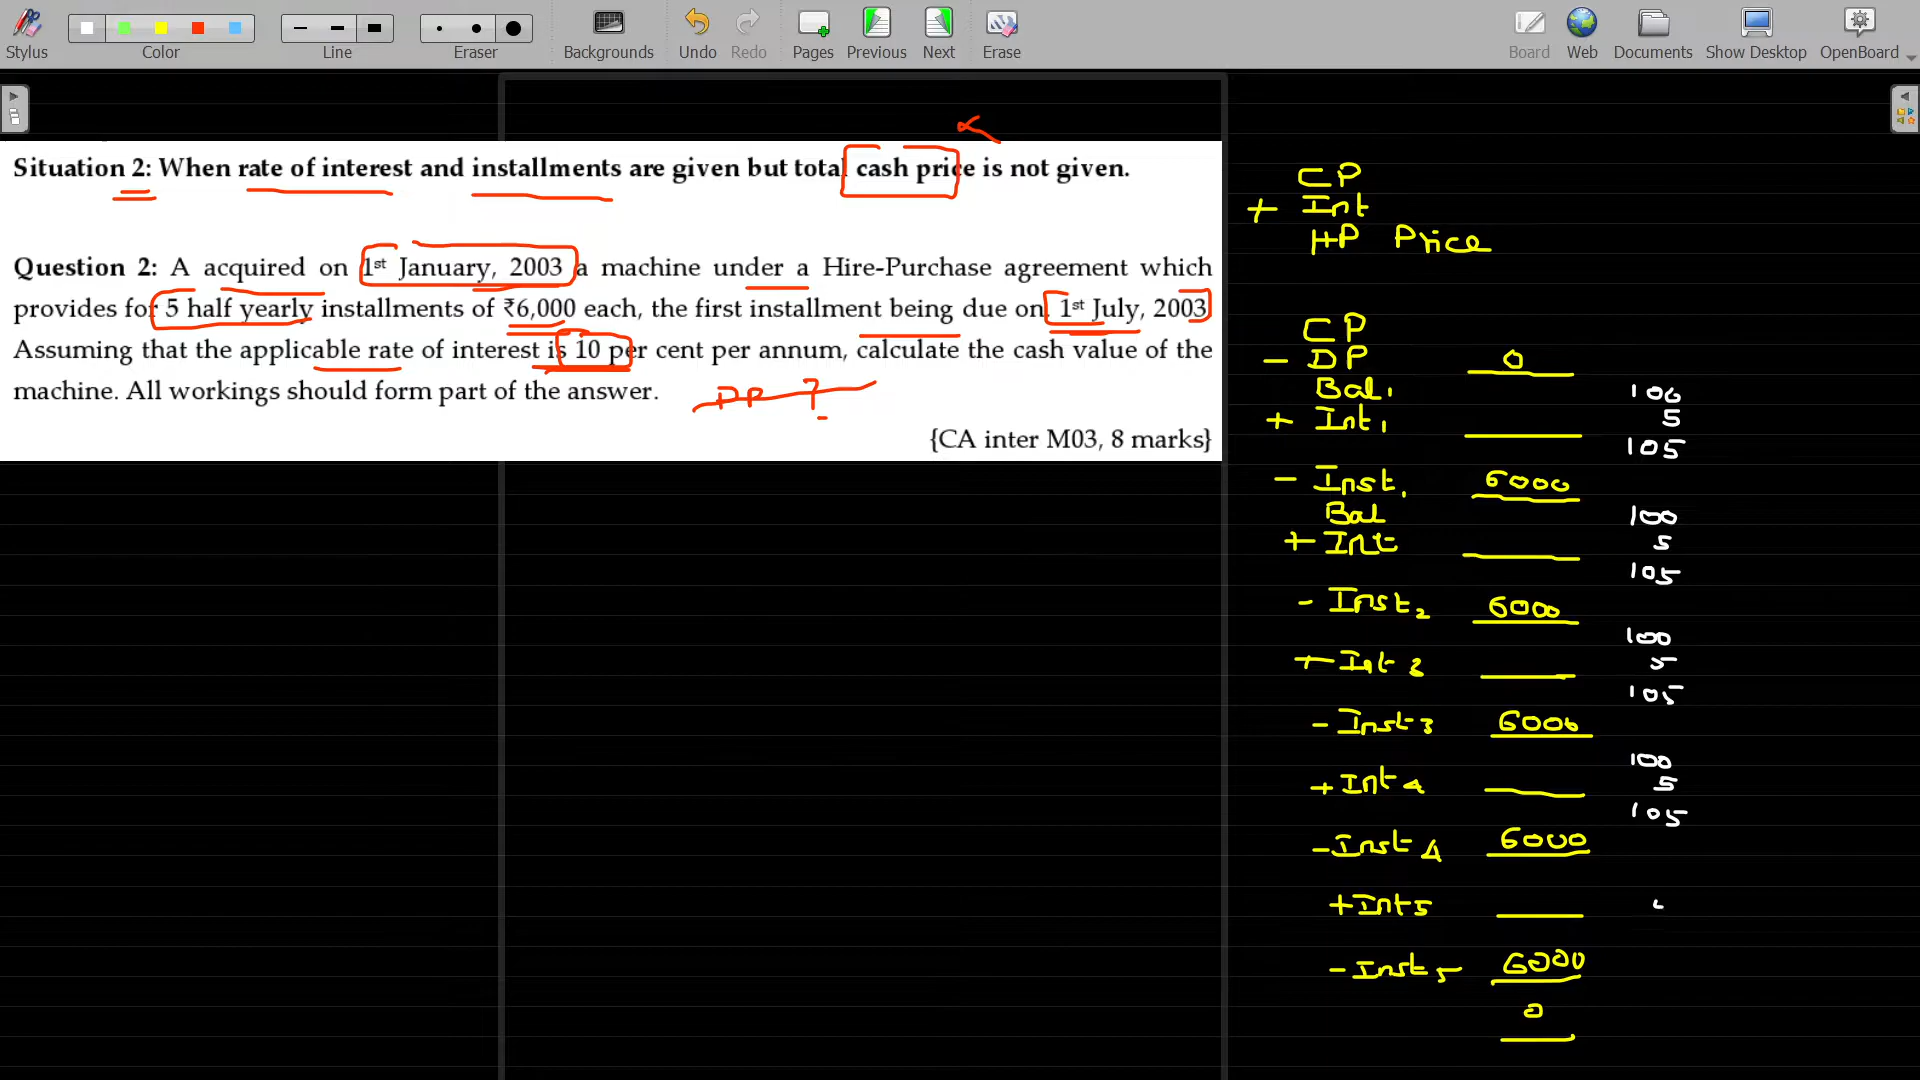 Stylus
Color
Line
Eraser
Backgrounds
Undo
Redo
Pages
Previous
Next
Erase
Board
Web
Documents
Show Desktop
OpenBoard
Situation 2: When rate of interest and installments are given but total cash price is not given.
Question 2: A acquired on 1st January, 2003 a machine under a Hire-Purchase agreement which
provides for 5 half yearly installments of ₹6,000 each, the first installment being due on 1st July, 2003
Assuming that the applicable rate of interest is 10 per cent per annum, calculate the cash value of the
machine. All workings should form part of the answer.
DP ?
{CA inter M03, 8 marks}
CP
+ Int
HP Price
CP
- DP 0
Bal1 100
+ Int1 5
105
- Inst1 6000
Bal 100
+ Int 5
105
- Inst2 6000
100
+ Int 3 5
105
- Inst 3 6000
100
+ Int 4 5
105
- Inst 4 6000
+ Int 5
- Inst 5 6000
0